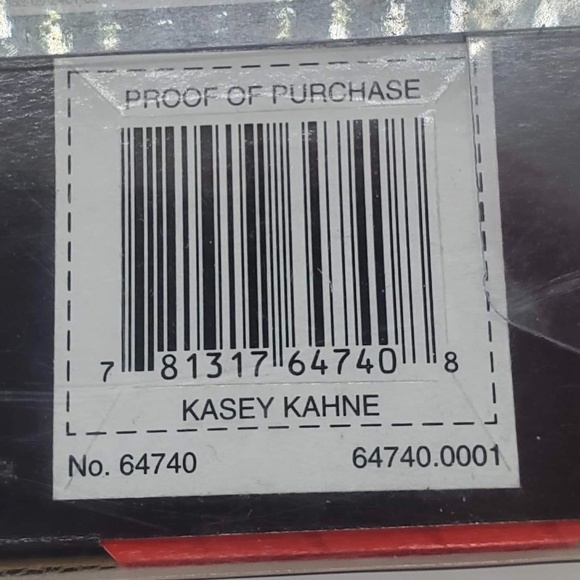 PROOF OF PURCHASE
7 81317 64740 8
KASEY KAHNE
No. 64740 64740.0001